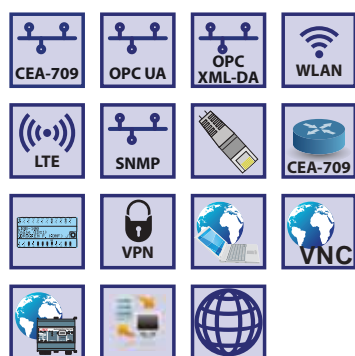 CEA-709
OPC UA
OPC
XML-DA
WLAN
LTE
SNMP
CEA-709
VPN
VNC